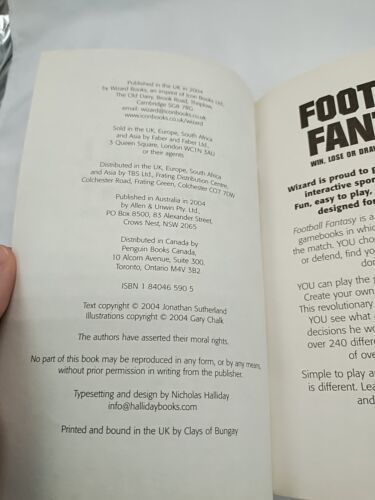 Published in the UK in 2004
by Wizard Books, an imprint of Icon Books Ltd,
The Old Dairy, Brook Road, Thriplow,
Cambridge SG8 7RG
email: wizard@iconbooks.co.uk
www.iconbooks.co.uk/wizard
Sold in the UK, Europe, South Africa
and Asia by Faber and Faber Ltd,
3 Queen Square, London WC1N 3AU
or their agents
Distributed in the UK, Europe, South Africa
and Asia by TBS Ltd., Frating Distribution Centre,
Colchester Road, Frating Green, Colchester CO7 7DW
Published in Australia in 2004
by Allen & Unwin Pty. Ltd.,
PO Box 8500, 83 Alexander Street,
Crows Nest, NSW 2065
Distributed in Canada by
Penguin Books Canada,
10 Alcorn Avenue, Suite 300,
Toronto, Ontario M4V 3B2
ISBN 1 84046 590 5
Text copyright © 2004 Jonathan Sutherland
Illustrations copyright © 2004 Gary Chalk
The authors have asserted their moral rights.
No part of this book may be reproduced in any form, or by any means,
without prior permission in writing from the publisher.
Typesetting and design by Nicholas Halliday
info@hallidaybooks.com
Printed and bound in the UK by Clays of Bungay
FOOT
FANT
WIN, LOSE OR DRA
Wizard is proud to p
interactive spor
Fun, easy to play,
designed for
Football Fantasy is a
gamebooks in which
the match. YOU choo
or defend, find you
don
YOU can play the g
Create your own
This revolutionary
YOU see what
decisions he wou
over 240 differe
of ove
Simple to play a
is different. Lea
and